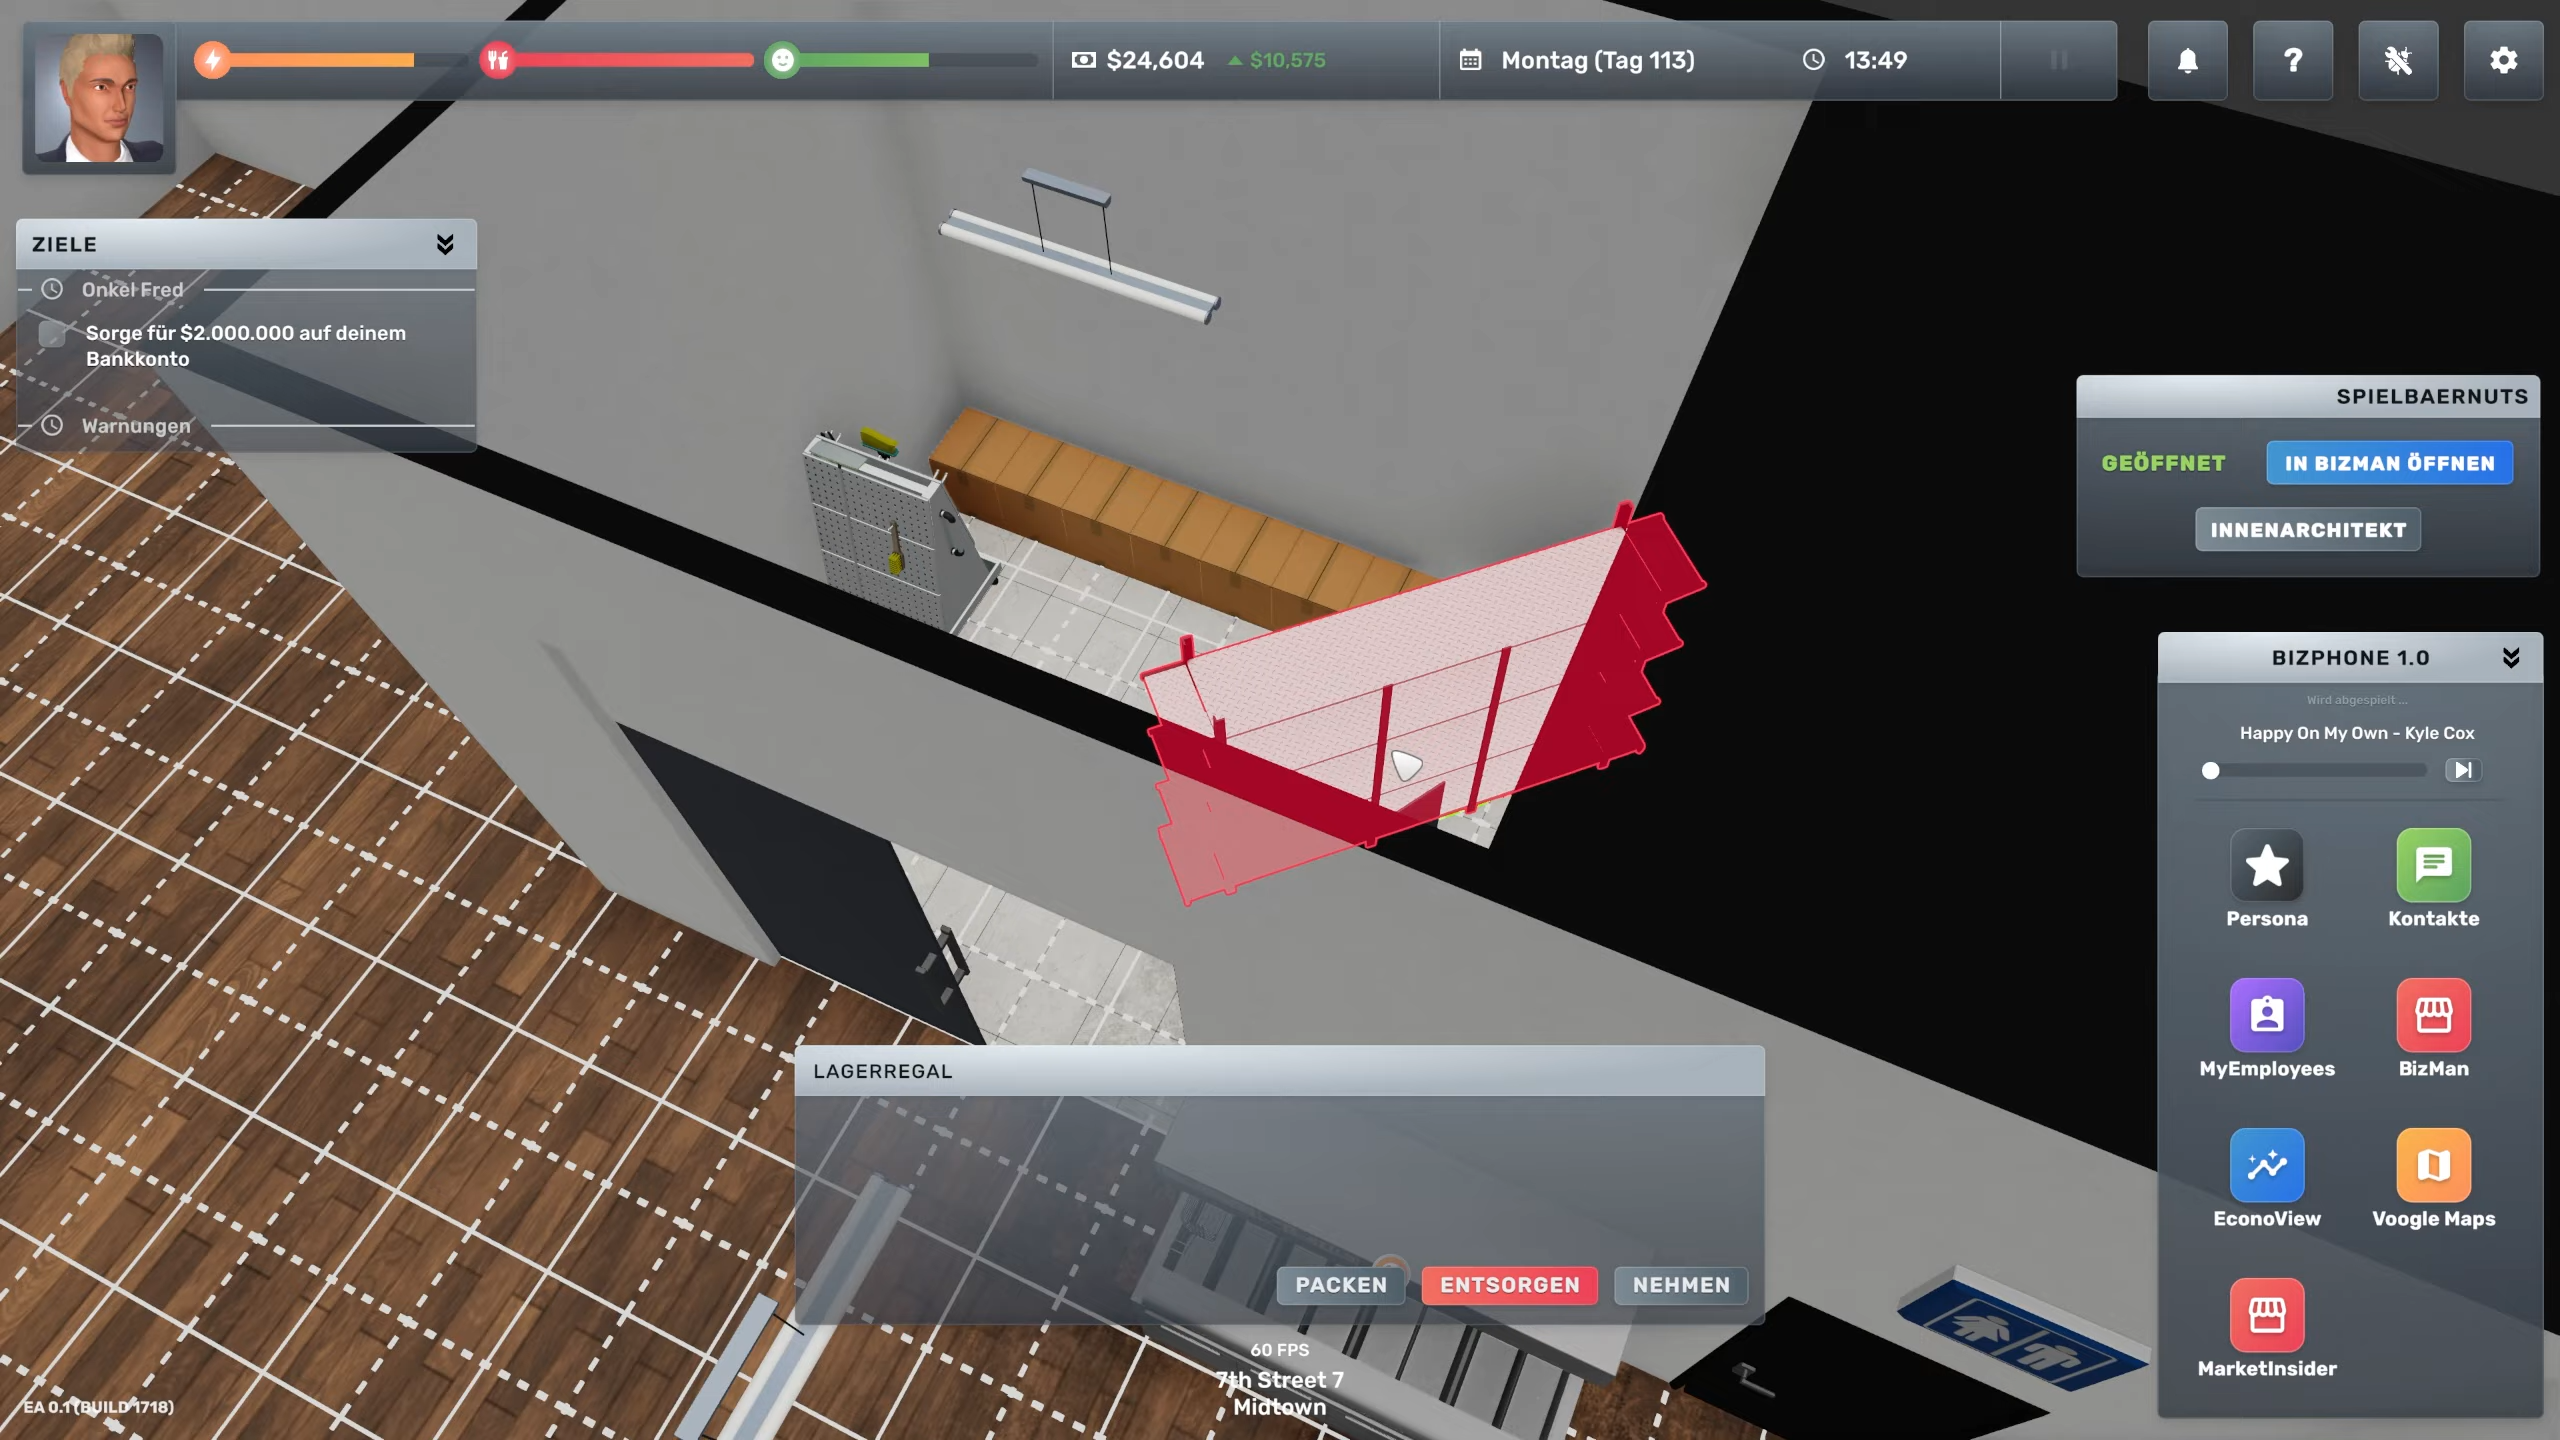 $24,604
$10,575
Montag (Tag 113)
13:49
?
ZIELE
Onkel Fred
Sorge für $2.000.000 auf deinem
Bankkonto
Warnungen
SPIELBAERNUTS
GEÖFFNET
IN BIZMAN ÖFFNEN
INNENARCHITEKT
BIZPHONE 1.0
Wird abgespielt ...
Happy On My Own - Kyle Cox
Persona
Kontakte
MyEmployees
BizMan
EconoView
Voogle Maps
MarketInsider
LAGERREGAL
PACKEN
ENTSORGEN
NEHMEN
60 FPS
7th Street 7
Midtown
EA 0.1 (BUILD 1718)